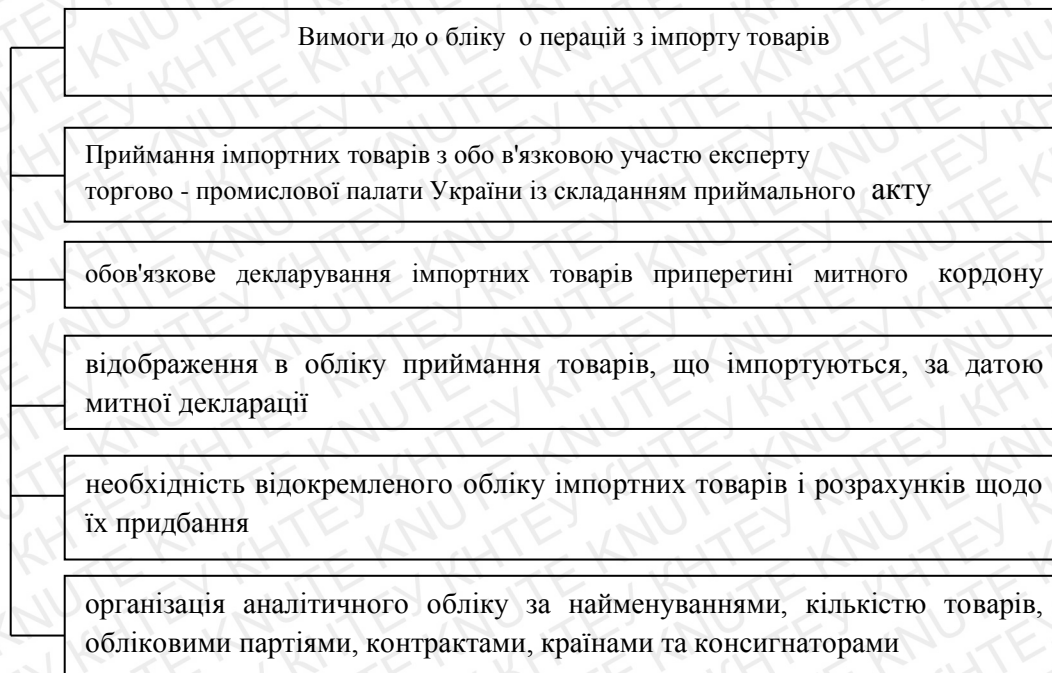 Вимоги до о бліку о перацій з імпорту товарів
Приймання імпортних товарів з обо в'язковою участю експерту
торгово - промислової палати України із складанням приймального акту
обов'язкове декларування імпортних товарів приперетині митного кордону
відображення в обліку приймання товарів, що імпортуються, за датою
митної декларації
необхідність відокремленого обліку імпортних товарів і розрахунків щодо
їх придбання
організація аналітичного обліку за найменуваннями, кількістю товарів,
обліковими партіями, контрактами, країнами та консигнаторами